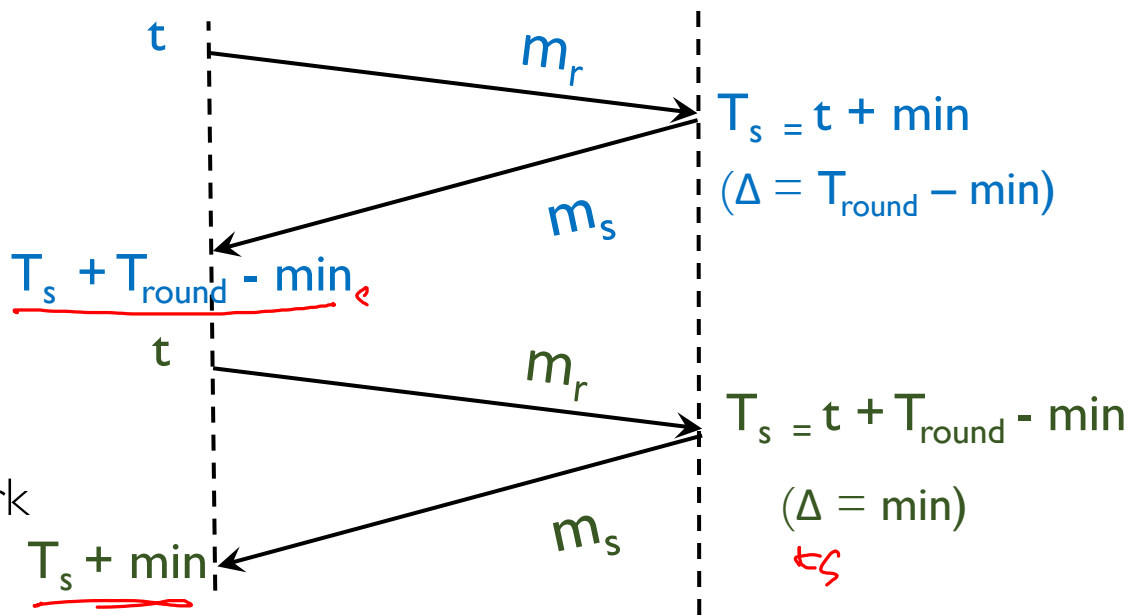 t
m_r
T_s = t + min
(Δ = T_round – min)
m_s
T_s + T_round - min
t
m_r
T_s = t + T_round - min
(Δ = min)
m_s
T_s + min